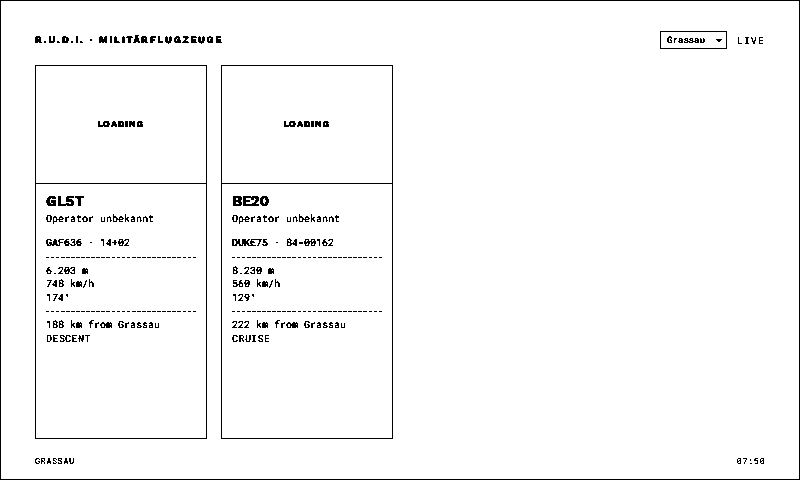 R.U.D.I. · MILITÄRFLUGZEUGE
Grassau
LIVE
LOADING
GL5T
Operator unbekannt
GAF636 · 14+02
6.203 m
748 km/h
174°
188 km from Grassau
DESCENT
LOADING
BE20
Operator unbekannt
DUKE75 · 84-00162
8.230 m
560 km/h
129°
222 km from Grassau
CRUISE
GRASSAU
07:50